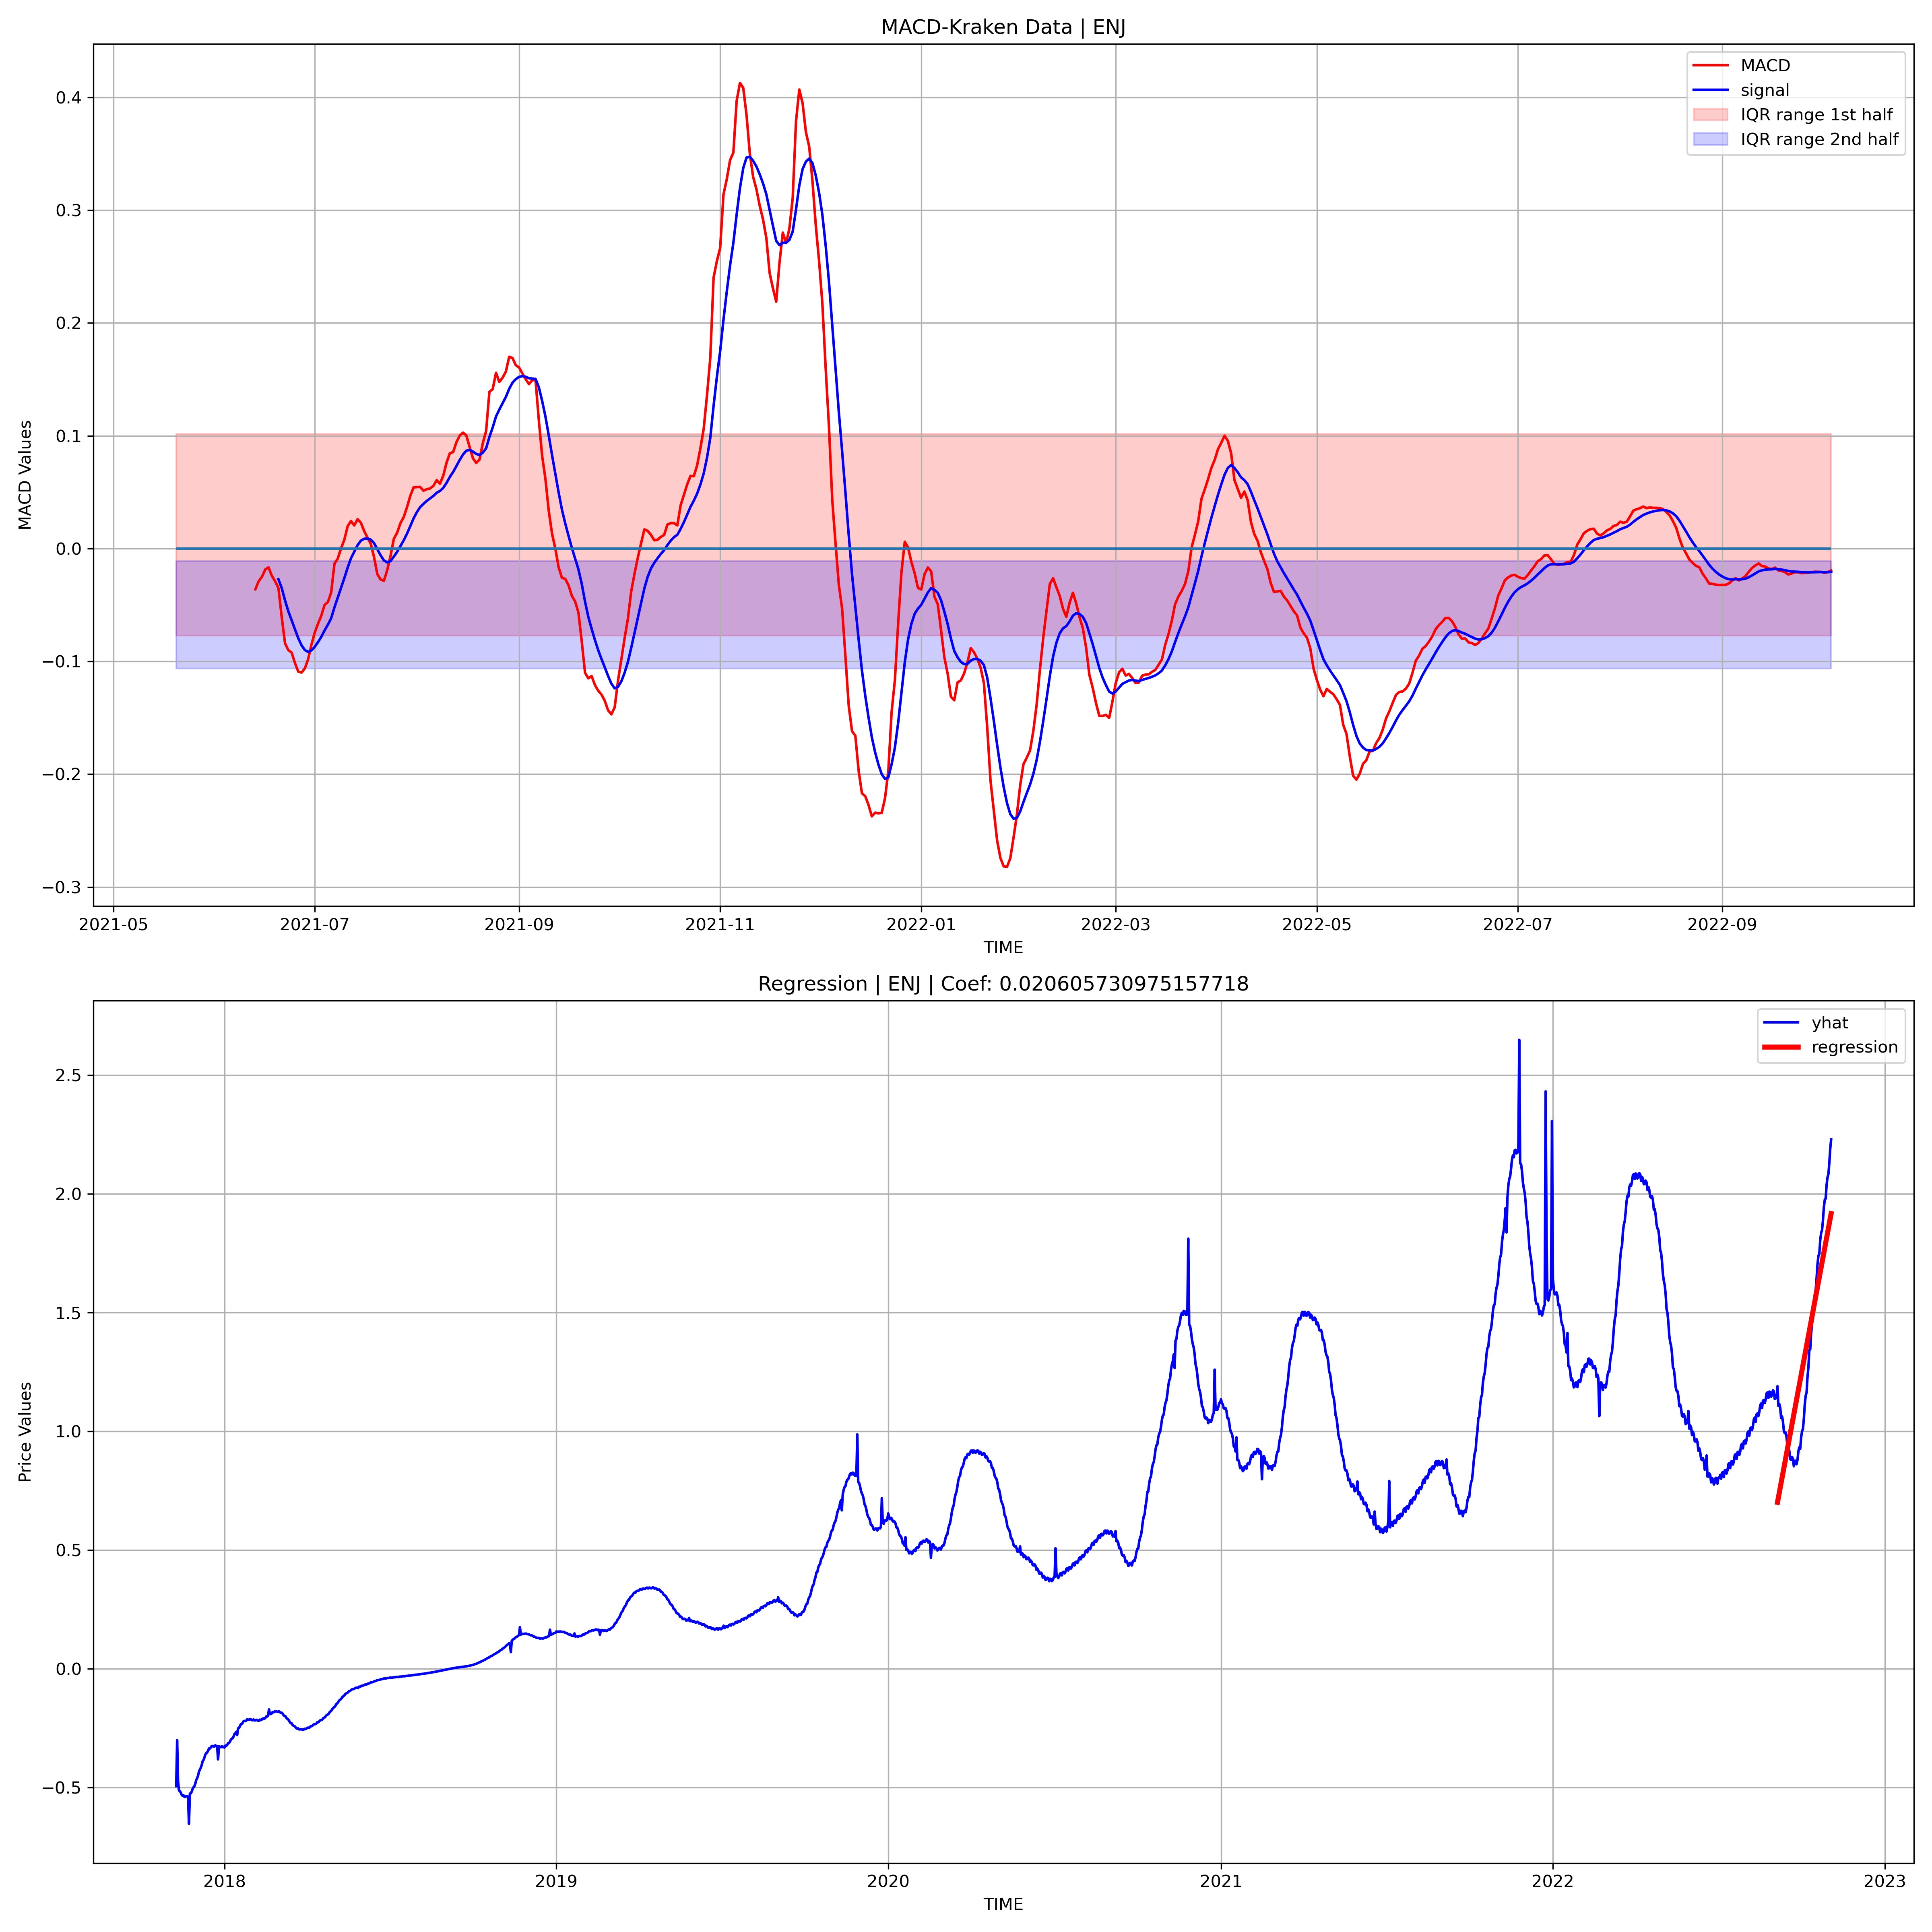 MACD-Kraken Data | ENJ
MACD
signal
IQR range 1st half
IQR range 2nd half
MACD Values
0.4
0.3
0.2
0.1
0.0
−0.1
−0.2
−0.3
2021-05 2021-07 2021-09 2021-11 2022-01 2022-03 2022-05 2022-07 2022-09
TIME
Regression | ENJ | Coef: 0.020605730975157718
yhat
regression
Price Values
2.5
2.0
1.5
1.0
0.5
0.0
−0.5
2018 2019 2020 2021 2022 2023
TIME